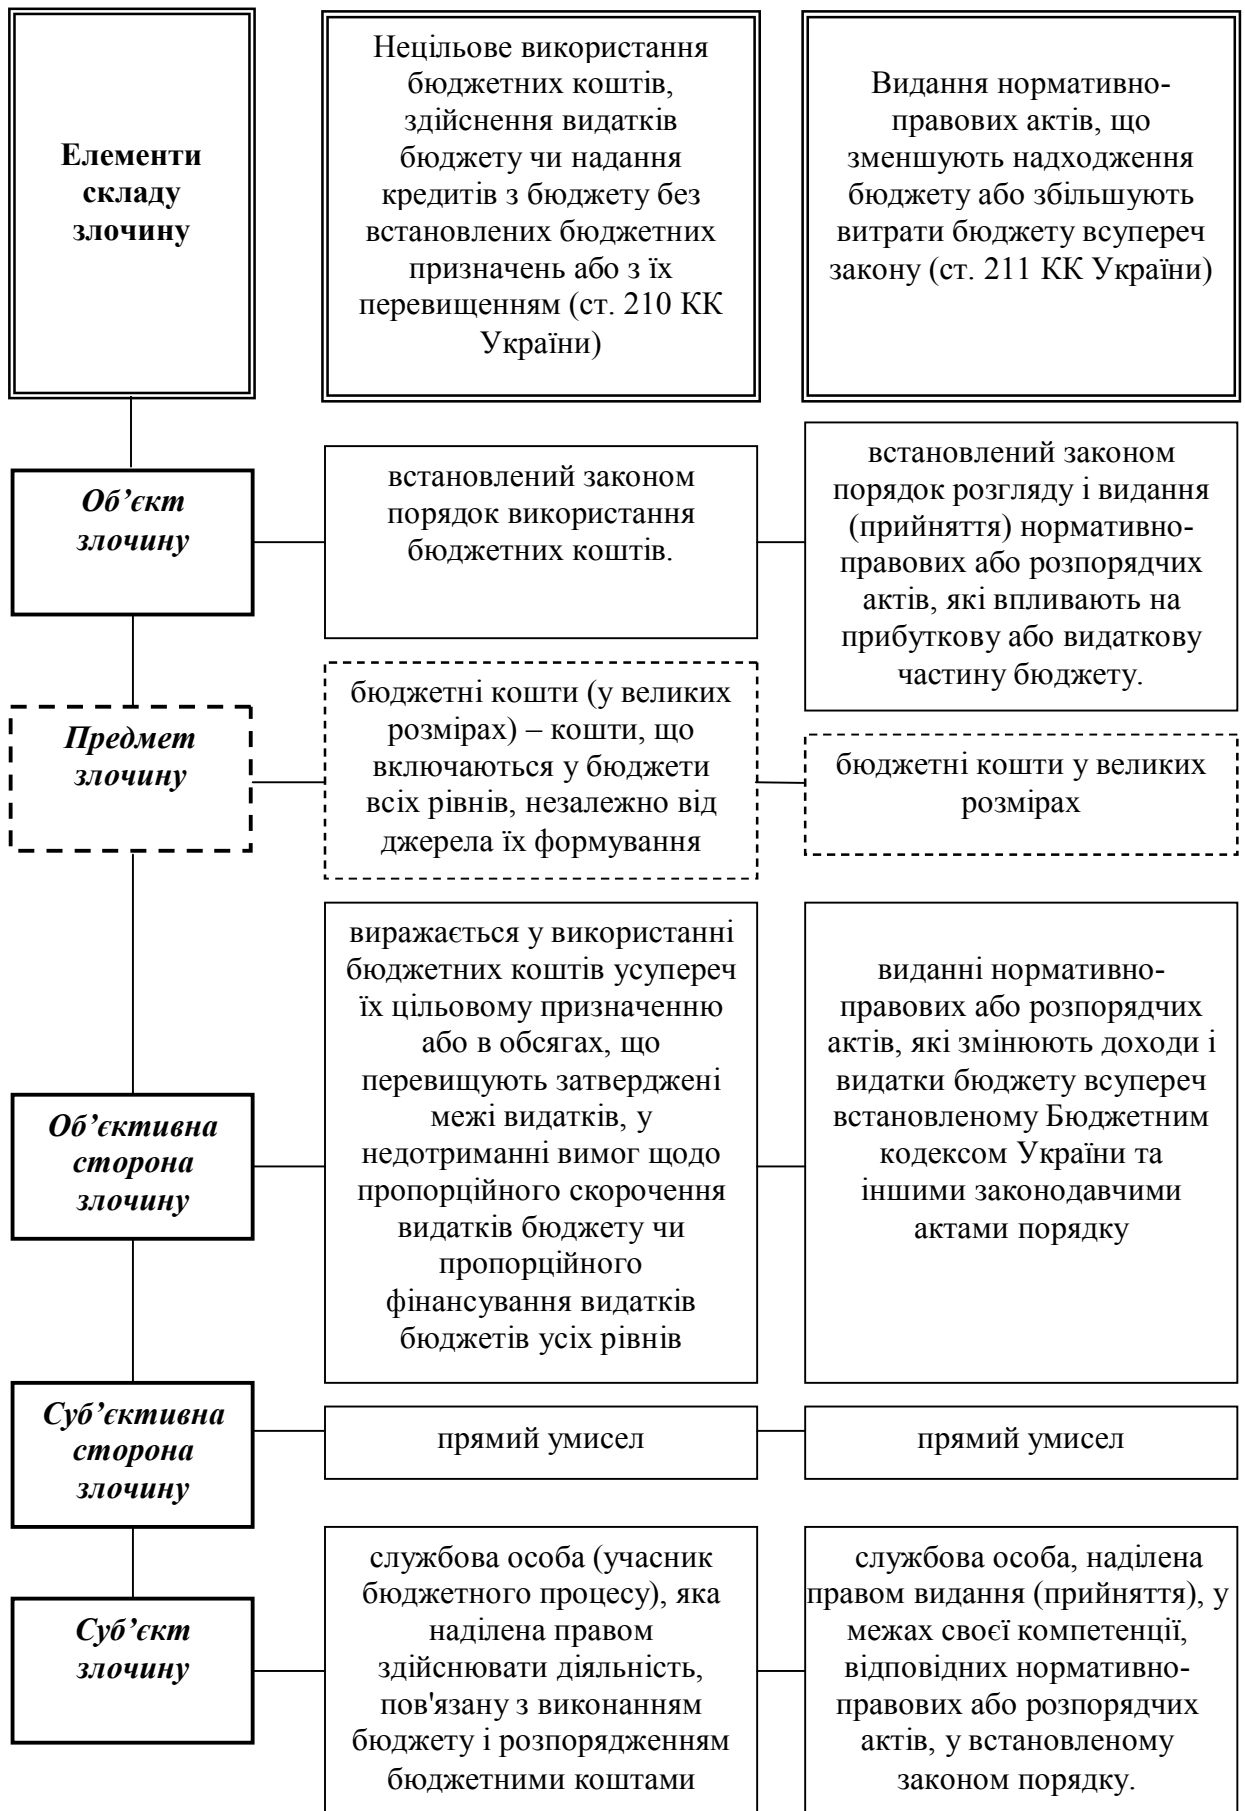 Елементи
складу
злочину
Нецільове використання
бюджетних коштів,
здійснення видатків
бюджету чи надання
кредитів з бюджету без
встановлених бюджетних
призначень або з їх
перевищенням (ст. 210 КК
України)
Видання нормативно-
правових актів, що
зменшують надходження
бюджету або збільшують
витрати бюджету всупереч
закону (ст. 211 КК України)
Об’єкт
злочину
встановлений законом
порядок використання
бюджетних коштів.
встановлений законом
порядок розгляду і видання
(прийняття) нормативно-
правових або розпорядчих
актів, які впливають на
прибуткову або видаткову
частину бюджету.
Предмет
злочину
бюджетні кошти (у великих
розмірах) – кошти, що
включаються у бюджети
всіх рівнів, незалежно від
джерела їх формування
бюджетні кошти у великих
розмірах
Об’єктивна
сторона
злочину
виражається у використанні
бюджетних коштів усупереч
їх цільовому призначенню
або в обсягах, що
перевищують затверджені
межі видатків, у
недотриманні вимог щодо
пропорційного скорочення
видатків бюджету чи
пропорційного
фінансування видатків
бюджетів усіх рівнів
виданні нормативно-
правових або розпорядчих
актів, які змінюють доходи і
видатки бюджету всупереч
встановленому Бюджетним
кодексом України та
іншими законодавчими
актами порядку
Суб’єктивна
сторона
злочину
прямий умисел
прямий умисел
Суб’єкт
злочину
службова особа (учасник
бюджетного процесу), яка
наділена правом
здійснювати діяльність,
пов'язану з виконанням
бюджету і розпорядженням
бюджетними коштами
службова особа, наділена
правом видання (прийняття), у
межах своєї компетенції,
відповідних нормативно-
правових або розпорядчих
актів, у встановленому
законом порядку.